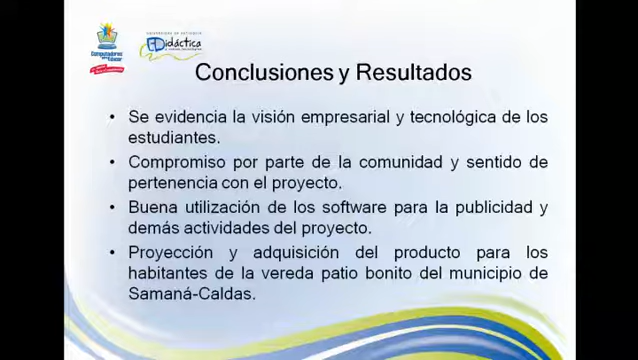 Computadores
para Educar
Didáctica
Conclusiones y Resultados
• Se evidencia la visión empresarial y tecnológica de los
estudiantes.
• Compromiso por parte de la comunidad y sentido de
pertenencia con el proyecto.
• Buena utilización de los software para la publicidad y
demás actividades del proyecto.
• Proyección y adquisición del producto para los
habitantes de la vereda patio bonito del municipio de
Samaná-Caldas.